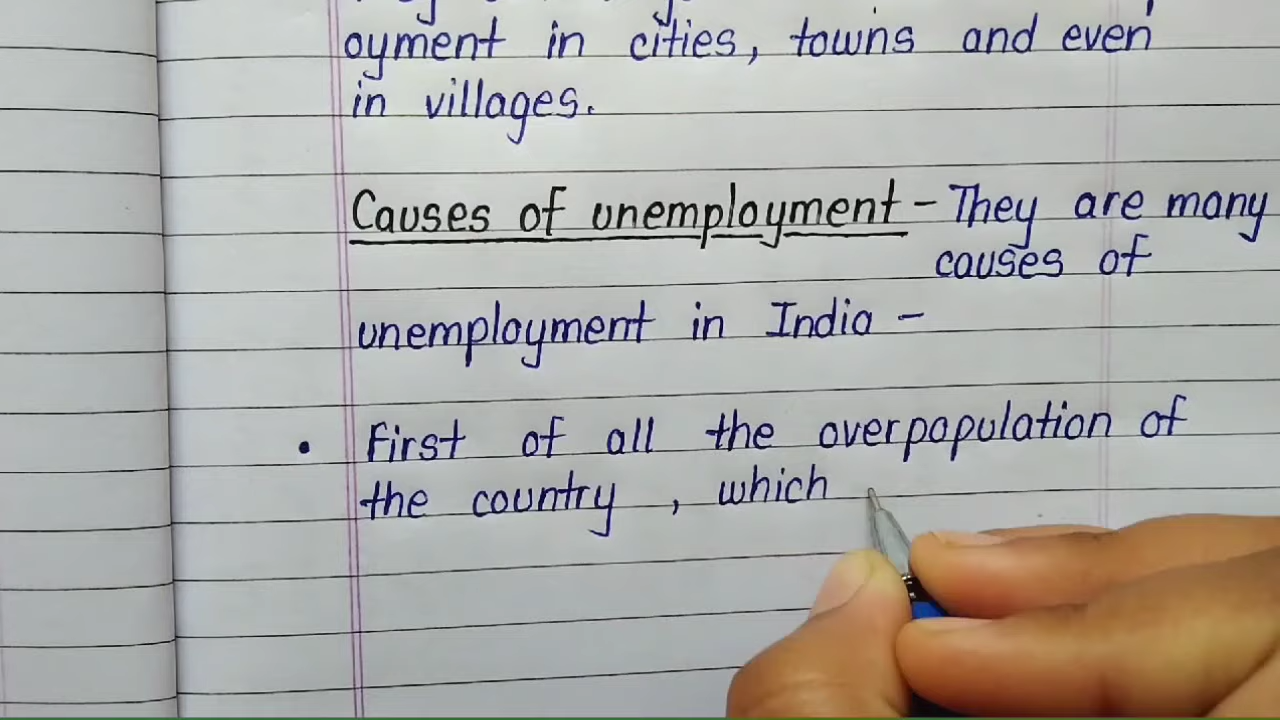 oyment in cities, towns and even
in villages.
Causes of unemployment - They are many
causes of
unemployment in India -
• First of all the overpopulation of
the country , which